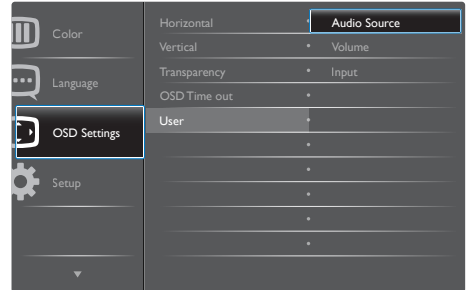 Color
Language
OSD Settings
Setup
Horizontal
Vertical
Transparency
OSD Time out
User
Audio Source
Volume
Input